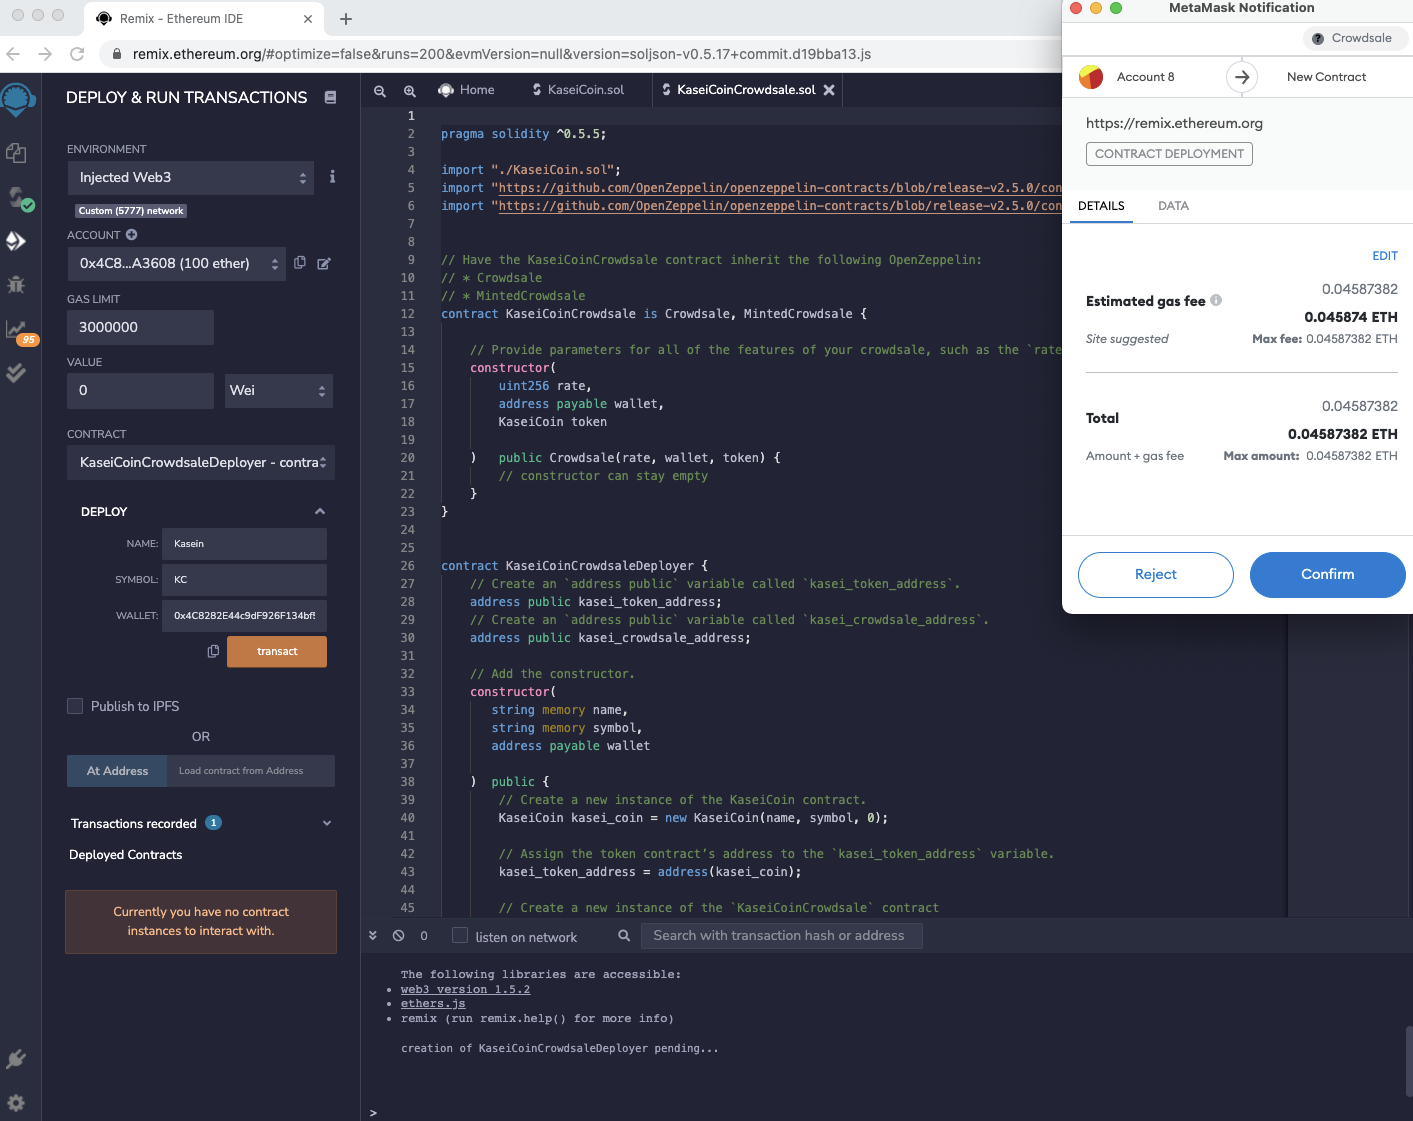 Remix - Ethereum IDE
remix.ethereum.org/#optimize=false&runs=200&evmVersion=null&version=soljson-v0.5.17+commit.d19bba13.js
DEPLOY & RUN TRANSACTIONS
ENVIRONMENT
Injected Web3
Custom (5777) network
ACCOUNT
0x4C8...A3608 (100 ether)
GAS LIMIT
3000000
VALUE
0
Wei
CONTRACT
KaseiCoinCrowdsaleDeployer - contra
DEPLOY
NAME:
Kasein
SYMBOL:
KC
WALLET:
0x4C8282E44c9dF926F134bf
transact
Publish to IPFS
OR
At Address
Load contract from Address
Transactions recorded 1
Deployed Contracts
Currently you have no contract
instances to interact with.
95
Home
KaseiCoin.sol
KaseiCoinCrowdsale.sol
1
2 pragma solidity ^0.5.5;
3
4 import "./KaseiCoin.sol";
5 import "https://github.com/OpenZeppelin/openzeppelin-contracts/blob/release-v2.5.0/con
6 import "https://github.com/OpenZeppelin/openzeppelin-contracts/blob/release-v2.5.0/con
7
8
9 // Have the KaseiCoinCrowdsale contract inherit the following OpenZeppelin:
10 // * Crowdsale
11 // * MintedCrowdsale
12 contract KaseiCoinCrowdsale is Crowdsale, MintedCrowdsale {
13
14 // Provide parameters for all of the features of your crowdsale, such as the `rate
15 constructor(
16 uint256 rate,
17 address payable wallet,
18 KaseiCoin token
19
20 ) public Crowdsale(rate, wallet, token) {
21 // constructor can stay empty
22 }
23 }
24
25
26 contract KaseiCoinCrowdsaleDeployer {
27 // Create an `address public` variable called `kasei_token_address`.
28 address public kasei_token_address;
29 // Create an `address public` variable called `kasei_crowdsale_address`.
30 address public kasei_crowdsale_address;
31
32 // Add the constructor.
33 constructor(
34 string memory name,
35 string memory symbol,
36 address payable wallet
37
38 ) public {
39 // Create a new instance of the KaseiCoin contract.
40 KaseiCoin kasei_coin = new KaseiCoin(name, symbol, 0);
41
42 // Assign the token contract’s address to the `kasei_token_address` variable.
43 kasei_token_address = address(kasei_coin);
44
45 // Create a new instance of the `KaseiCoinCrowdsale` contract
0
listen on network
Search with transaction hash or address
The following libraries are accessible:
• web3 version 1.5.2
• ethers.js
• remix (run remix.help() for more info)
creation of KaseiCoinCrowdsaleDeployer pending...
>
MetaMask Notification
? Crowdsale
Account 8
New Contract
https://remix.ethereum.org
CONTRACT DEPLOYMENT
DETAILS
DATA
EDIT
0.04587382
Estimated gas fee
0.045874 ETH
Site suggested
Max fee: 0.04587382 ETH
0.04587382
Total
0.04587382 ETH
Amount + gas fee
Max amount: 0.04587382 ETH
Reject
Confirm